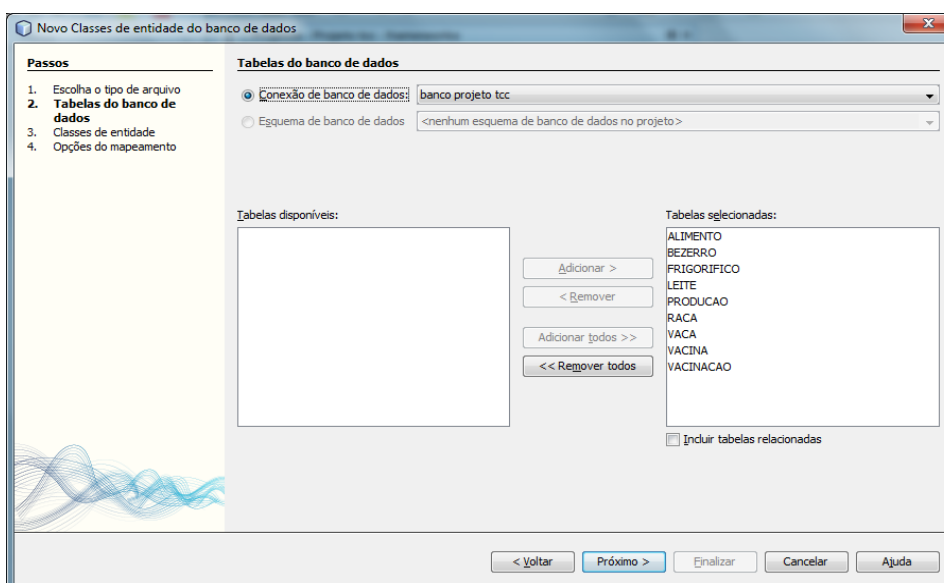 Novo Classes de entidade do banco de dados
Passos
1. Escolha o tipo de arquivo
2. Tabelas do banco de
dados
3. Classes de entidade
4. Opções do mapeamento
Tabelas do banco de dados
Conexão de banco de dados: banco projeto tcc
Esquema de banco de dados <nenhum esquema de banco de dados no projeto>
Tabelas disponíveis:
Adicionar >
< Remover
Adicionar todos >>
<< Remover todos
Tabelas selecionadas:
ALIMENTO
BEZERRO
FRIGORIFICO
LEITE
PRODUCAO
RACA
VACA
VACINA
VACINACAO
Incluir tabelas relacionadas
< Voltar Próximo > Finalizar Cancelar Ajuda